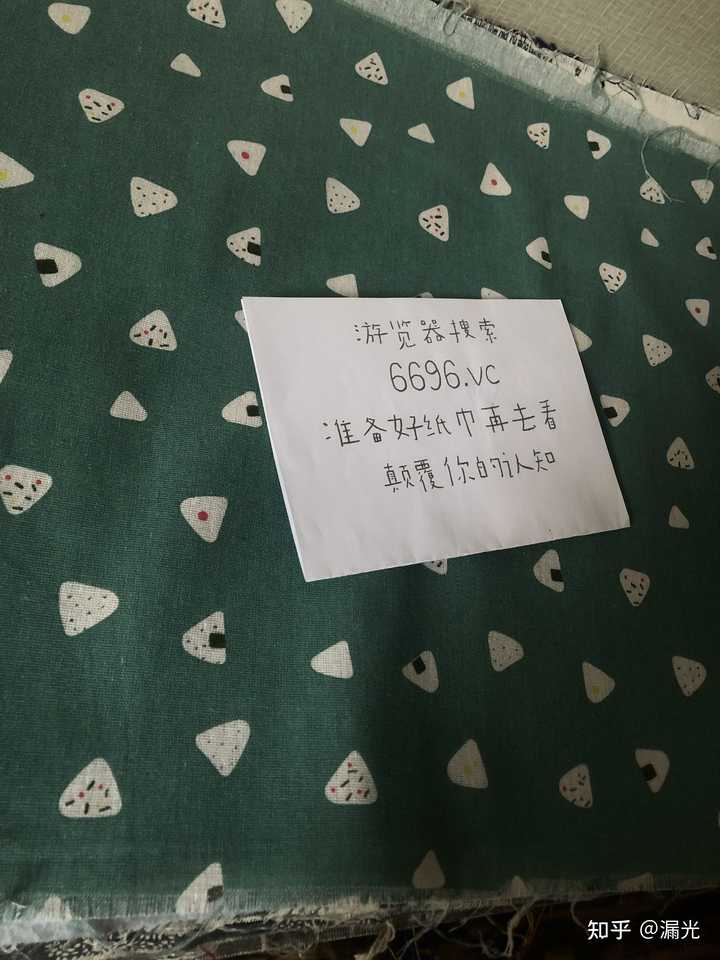 游览器搜索
6696.vc
准备好纸巾再去看
颠覆你的认知
知乎 @漏光